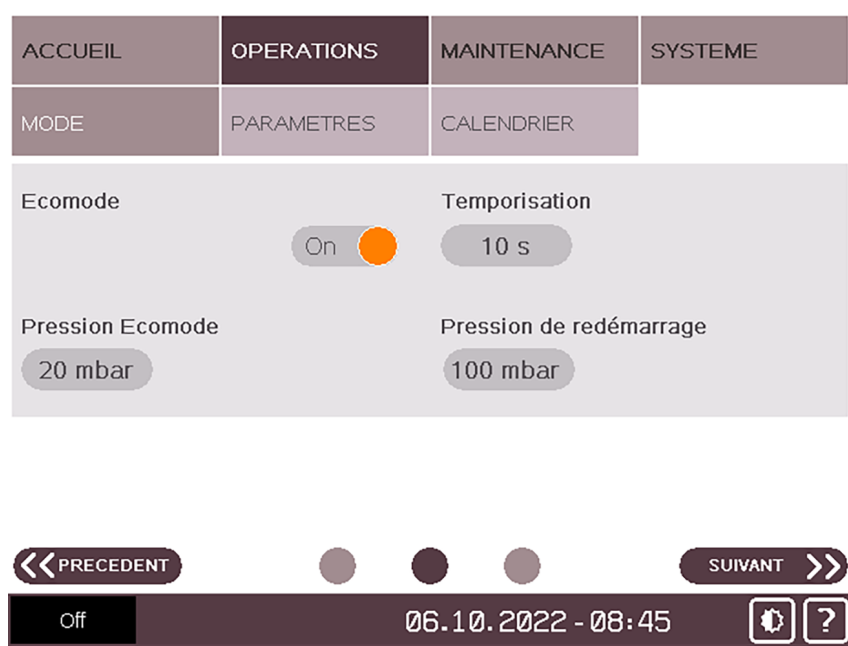 ACCUEIL OPERATIONS MAINTENANCE SYSTEME
MODE PARAMETRES CALENDRIER
Ecomode Temporisation
On 10 s
Pression Ecomode Pression de redémarrage
20 mbar 100 mbar
PRECEDENT SUIVANT
Off 06.10.2022 - 08:45 ?